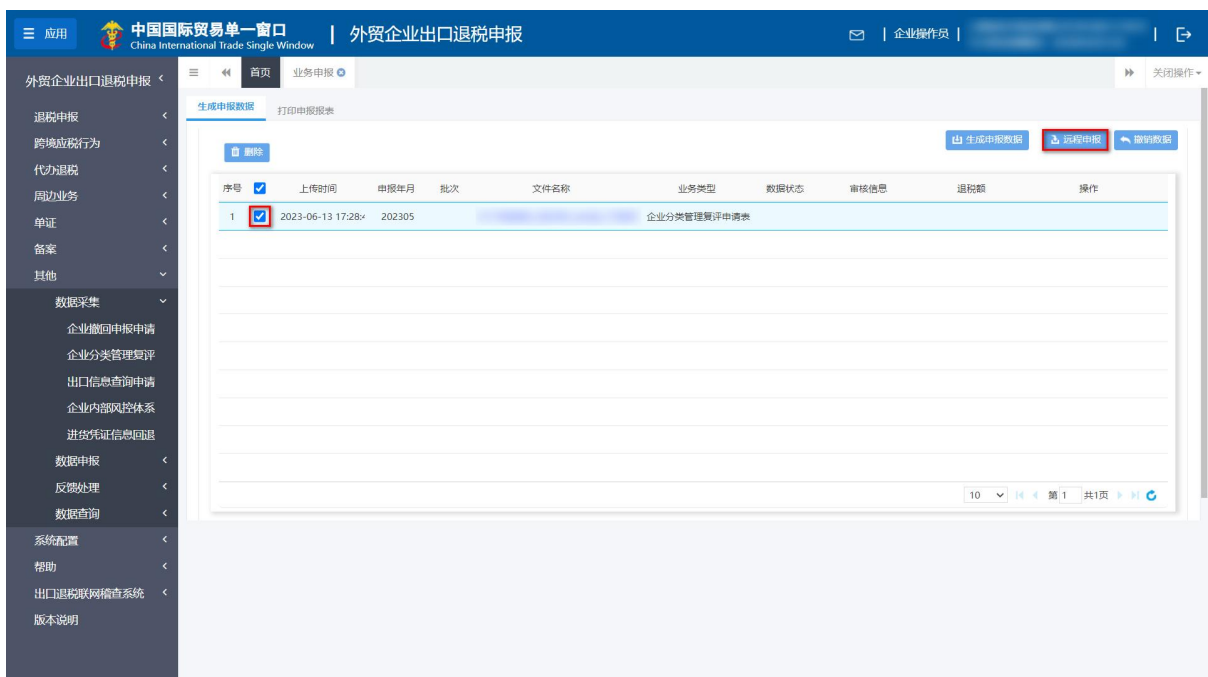 应用
中国国际贸易单一窗口
China International Trade Single Window
外贸企业出口退税申报
企业操作员
外贸企业出口退税申报
首页
业务申报
关闭操作
生成申报数据
打印申报报表
退税申报
跨境应税行为
代办退税
周边业务
单证
备案
其他
数据采集
企业撤回申报申请
企业分类管理复评
出口信息查询申请
企业内部风控体系
进货凭证信息回退
数据申报
反馈处理
数据查询
系统配置
帮助
出口退税联网稽查系统
版本说明
删除
生成申报数据
远程申报
撤销数据
序号 上传时间 申报年月 批次 文件名称 业务类型 数据状态 审核信息 退税额 操作
1 2023-06-13 17:28:4 202305 企业分类管理复评申请表
10 第 1 共1页